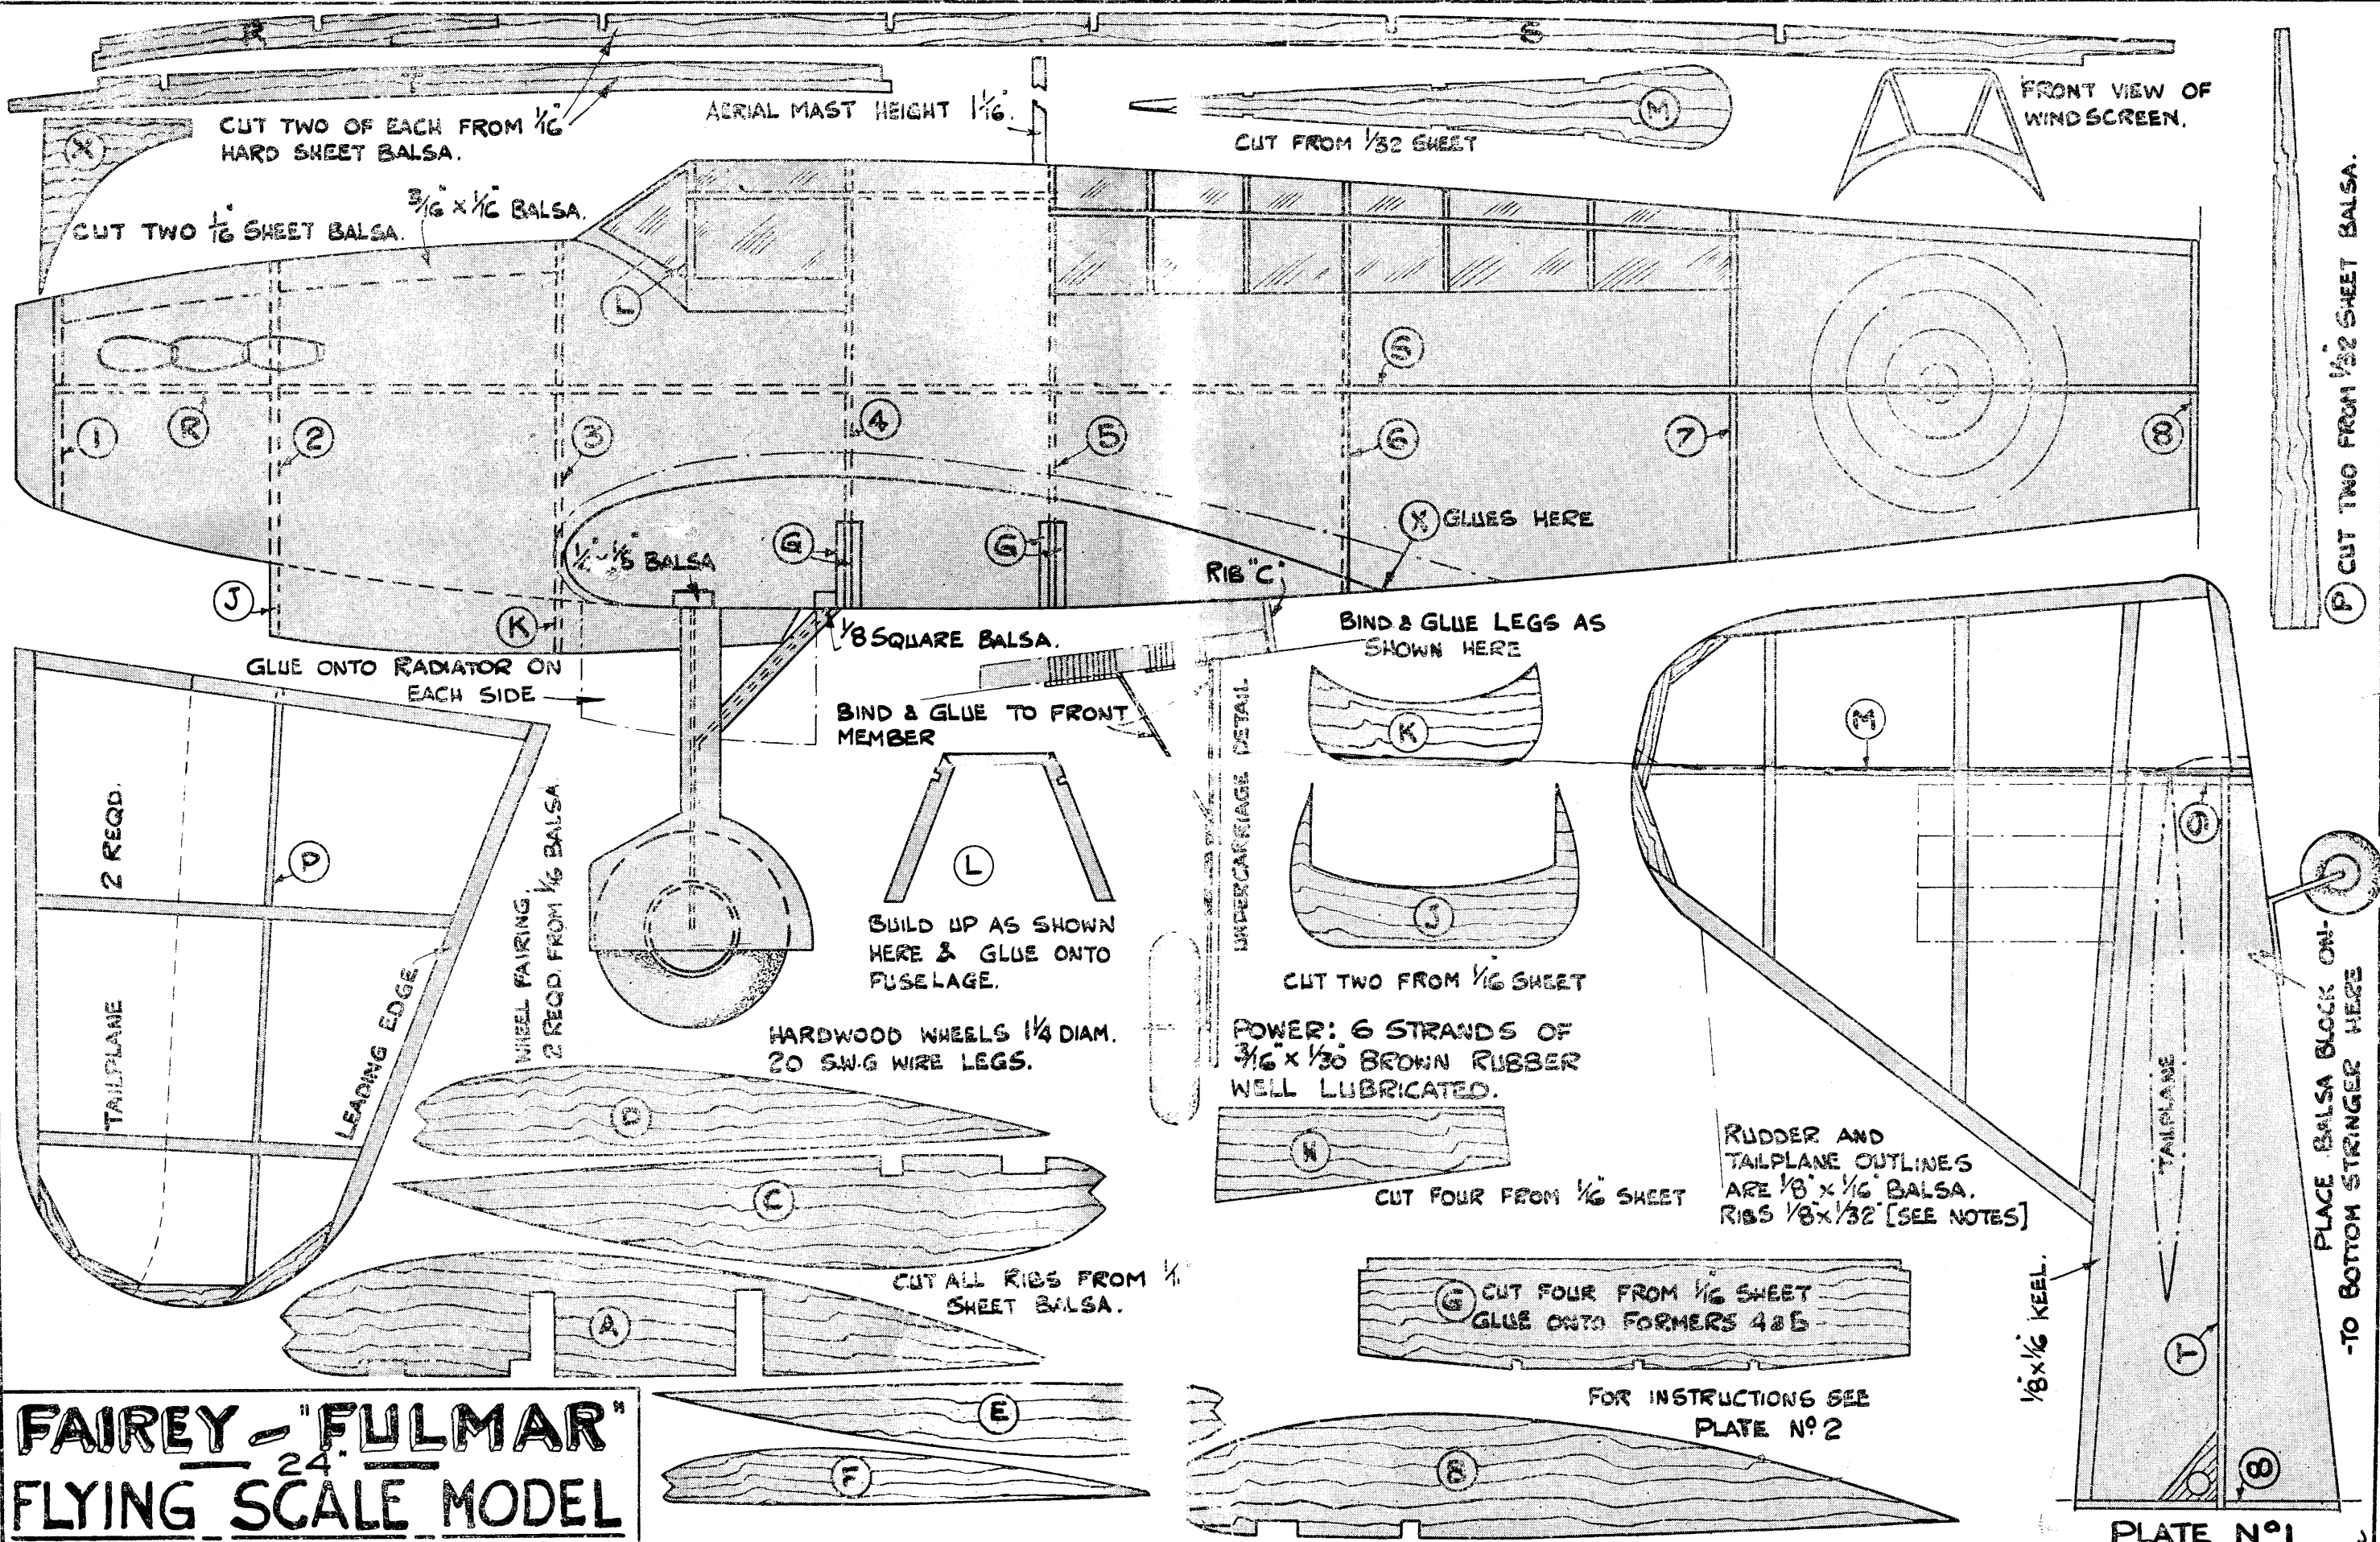 R
S
T
CUT TWO OF EACH FROM 1/16"
HARD SHEET BALSA.
AERIAL MAST HEIGHT 1 1/16".
M
CUT FROM 1/32 SHEET
FRONT VIEW OF
WINDSCREEN.
X
CUT TWO 1/16" SHEET BALSA.
3/16" x 1/16" BALSA.
P CUT TWO FROM 1/32" SHEET BALSA.
L
S
1
R
2
3
4
5
6
7
8
G
G
X GLUES HERE
BALSA
J
K
1/8 SQUARE BALSA.
RIB "C"
BIND & GLUE LEGS AS
SHOWN HERE
GLUE ONTO RADIATOR ON
EACH SIDE
BIND & GLUE TO FRONT
MEMBER
UNDERCARRIAGE DETAIL
K
M
2 REQD.
P
TAILPLANE
LEADING EDGE
WHEEL FAIRING.
2 REQD. FROM 1/16 BALSA.
L
BUILD UP AS SHOWN
HERE & GLUE ONTO
FUSELAGE.
J
CUT TWO FROM 1/16" SHEET
9
HARDWOOD WHEELS 1 1/4 DIAM.
20 S.W.G WIRE LEGS.
POWER: 6 STRANDS OF
3/16" x 1/30" BROWN RUBBER
WELL LUBRICATED.
PLACE BALSA BLOCK ON-
-TO BOTTOM STRINGER HERE
TAILPLANE
D
H
CUT FOUR FROM 1/16" SHEET
RUDDER AND
TAILPLANE OUTLINES
ARE 1/8" x 1/16" BALSA.
RIBS 1/8" x 1/32" [SEE NOTES]
C
CUT ALL RIBS FROM
SHEET BALSA.
A
G CUT FOUR FROM 1/16" SHEET
GLUE ONTO FORMERS 4 & 5
1/8" x 1/16" KEEL.
T
E
F
FOR INSTRUCTIONS SEE
PLATE Nº 2
B
8
FAIREY - "FULMAR"
24"
FLYING SCALE MODEL
PLATE Nº 1